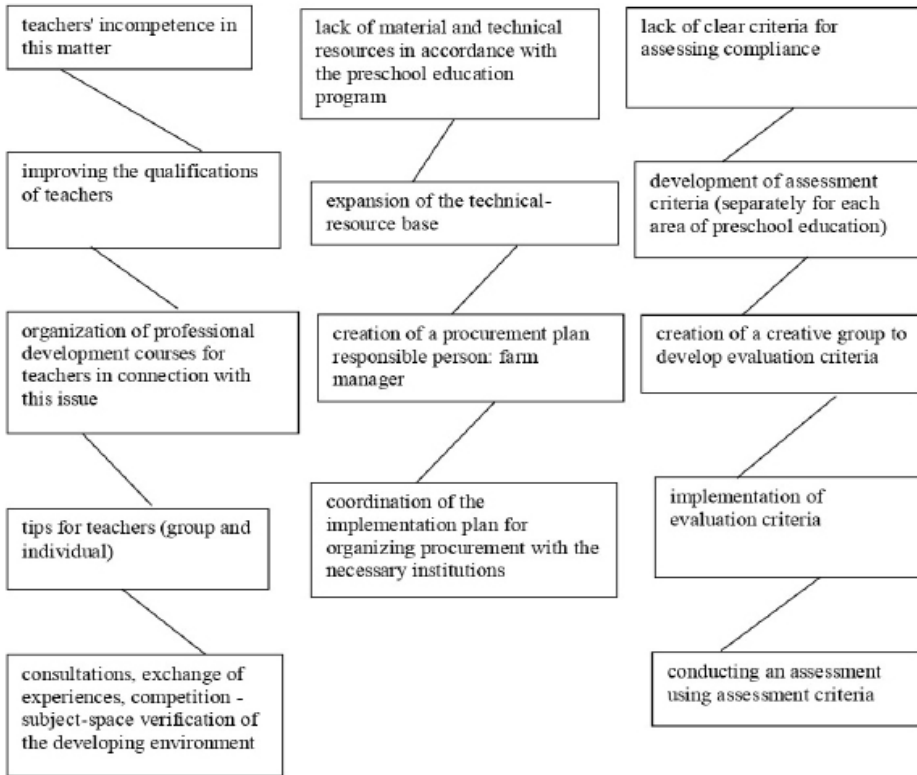 teachers' incompetence in
this matter
improving the qualifications
of teachers
organization of professional
development courses for
teachers in connection with
this issue
tips for teachers (group and
individual)
consultations, exchange of
experiences, competition -
subject-space verification of
the developing environment
lack of material and technical
resources in accordance with
the preschool education
program
expansion of the technical-
resource base
creation of a procurement plan
responsible person: farm
manager
coordination of the
implementation plan for
organizing procurement with the
necessary institutions
lack of clear criteria for
assessing compliance
development of assessment
criteria (separately for each
area of preschool education)
creation of a creative group to
develop evaluation criteria
implementation of
evaluation criteria
conducting an assessment
using assessment criteria